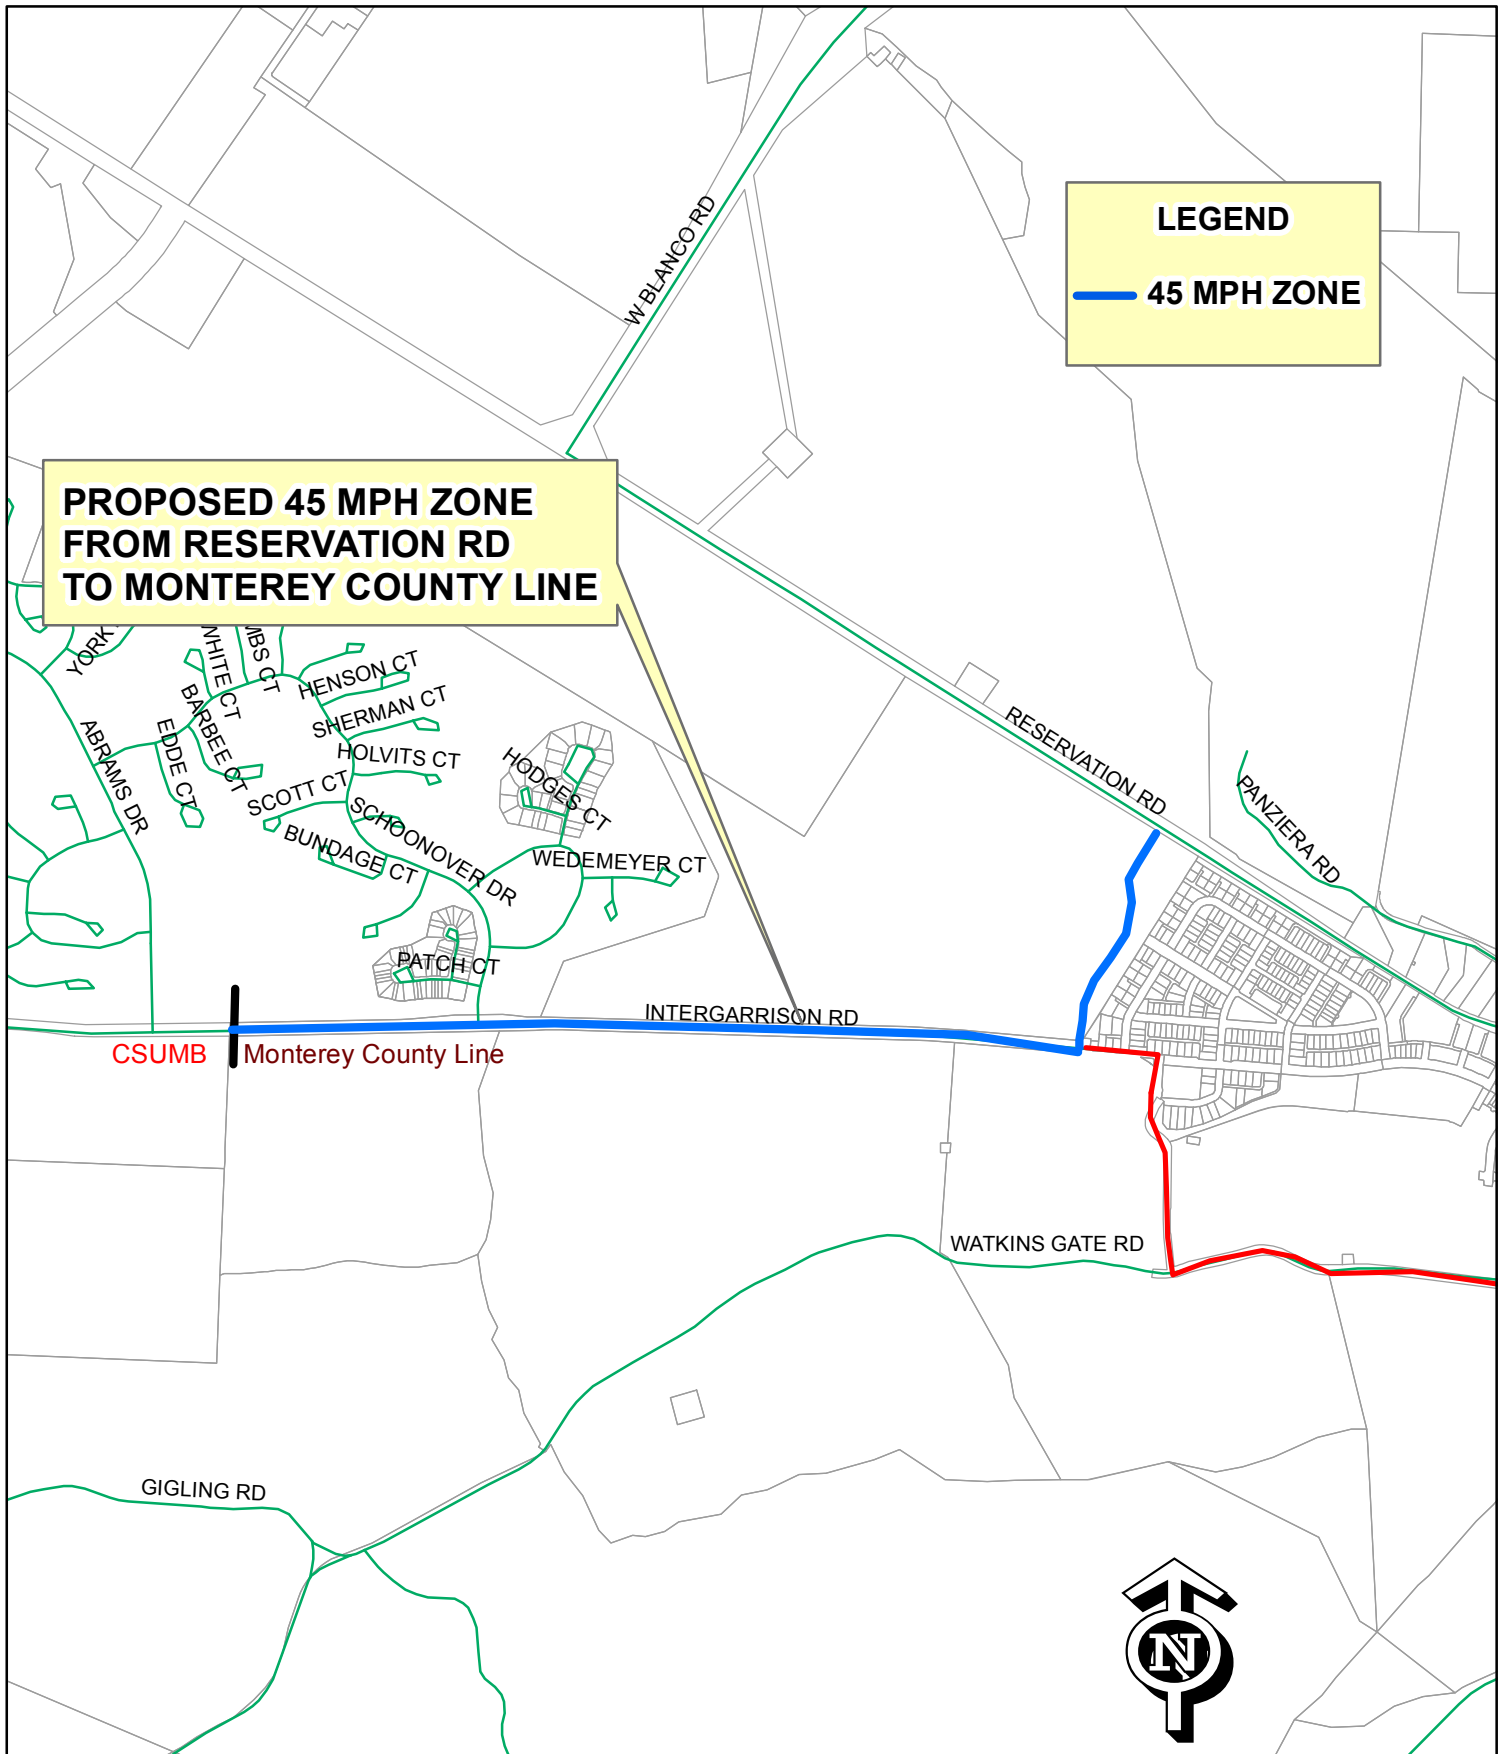 W BLANCO RD
LEGEND
45 MPH ZONE
PROPOSED 45 MPH ZONE
FROM RESERVATION RD
TO MONTEREY COUNTY LINE
WHITE CT
HENSON CT
SHERMAN CT
BARBEE CT
EDDE CT
ABRAMS DR
HOLVITS CT
SCOTT CT
SCHOONOVER DR
BUNDAGE CT
HODGES CT
WEDEMEYER CT
PATCH CT
RESERVATION RD
PANZIERA RD
INTERGARRISON RD
CSUMB
Monterey County Line
WATKINS GATE RD
GIGLING RD
N